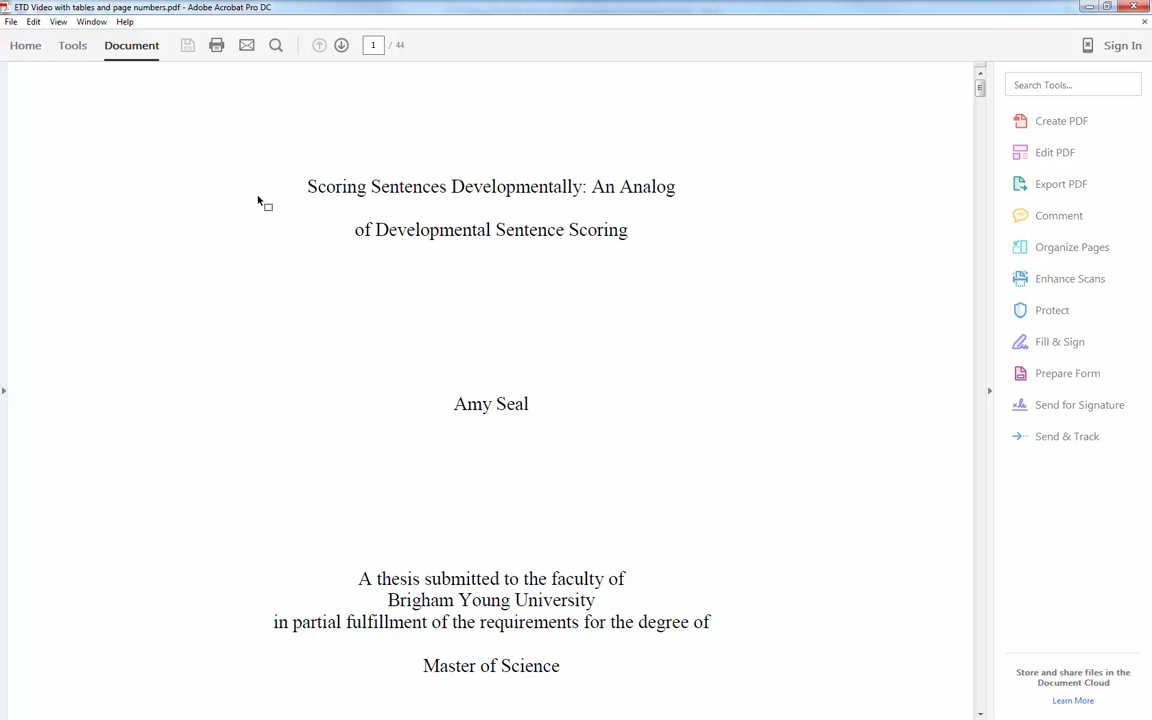 ETD Video with tables and page numbers.pdf - Adobe Acrobat Pro DC
File Edit View Window Help
Home Tools Document 1 / 44 Sign In
Search Tools...
Create PDF
Edit PDF
Export PDF
Comment
Organize Pages
Enhance Scans
Protect
Fill & Sign
Prepare Form
Send for Signature
Send & Track
Store and share files in the
Document Cloud
Learn More
Scoring Sentences Developmentally: An Analog
of Developmental Sentence Scoring
Amy Seal
A thesis submitted to the faculty of
Brigham Young University
in partial fulfillment of the requirements for the degree of
Master of Science